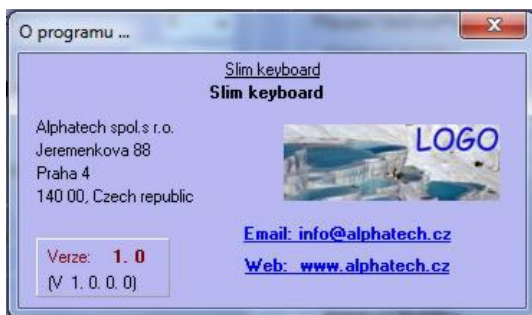 O programu ...
Slim keyboard
Slim keyboard
Alphatech spol.s r.o.
Jeremenkova 88
Praha 4
140 00, Czech republic
LOGO
Email: info@alphatech.cz
Web: www.alphatech.cz
Verze: 1. 0
(V 1. 0. 0. 0)